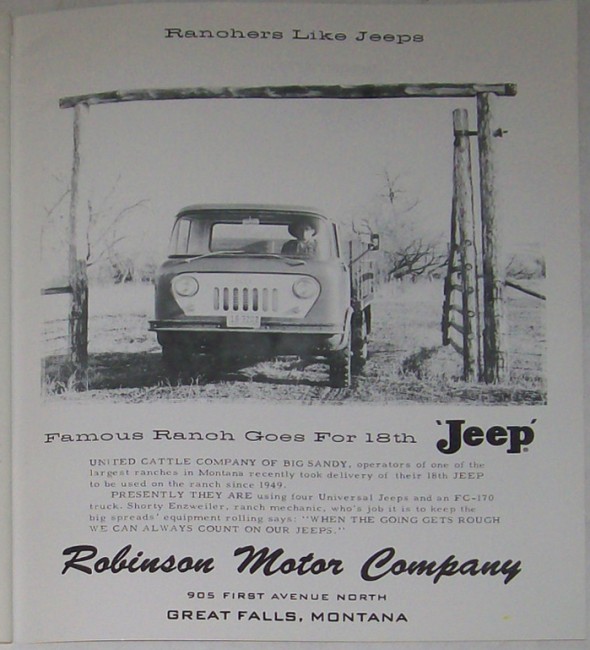 Ranchers Like Jeeps
Famous Ranch Goes For 18th 'Jeep'
UNITED CATTLE COMPANY OF BIG SANDY, operators of one of the
largest ranches in Montana recently took delivery of their 18th JEEP
to be used on the ranch since 1949.
PRESENTLY THEY ARE using four Universal Jeeps and an FC-170
truck. Shorty Enzweiler, ranch mechanic, who's job it is to keep the
big spreads' equipment rolling says: "WHEN THE GOING GETS ROUGH
WE CAN ALWAYS COUNT ON OUR JEEPS."
Robinson Motor Company
905 FIRST AVENUE NORTH
GREAT FALLS, MONTANA